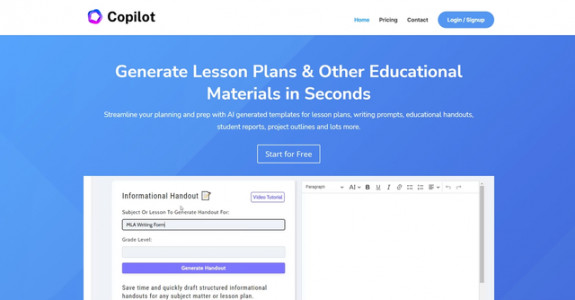 Copilot
Home Pricing Contact Login / Signup
Generate Lesson Plans & Other Educational
Materials in Seconds
Streamline your planning and prep with AI generated templates for lesson plans, writing prompts, educational handouts,
student reports, project outlines and lots more.
Start for Free
Informational Handout
Video Tutorial
Subject Or Lesson To Generate Handout For:
MLA Writing Form
Grade Level:
Generate Handout
Save time and quickly draft structured informational
handouts for any subject matter or lesson plan.
Paragraph AI B U I